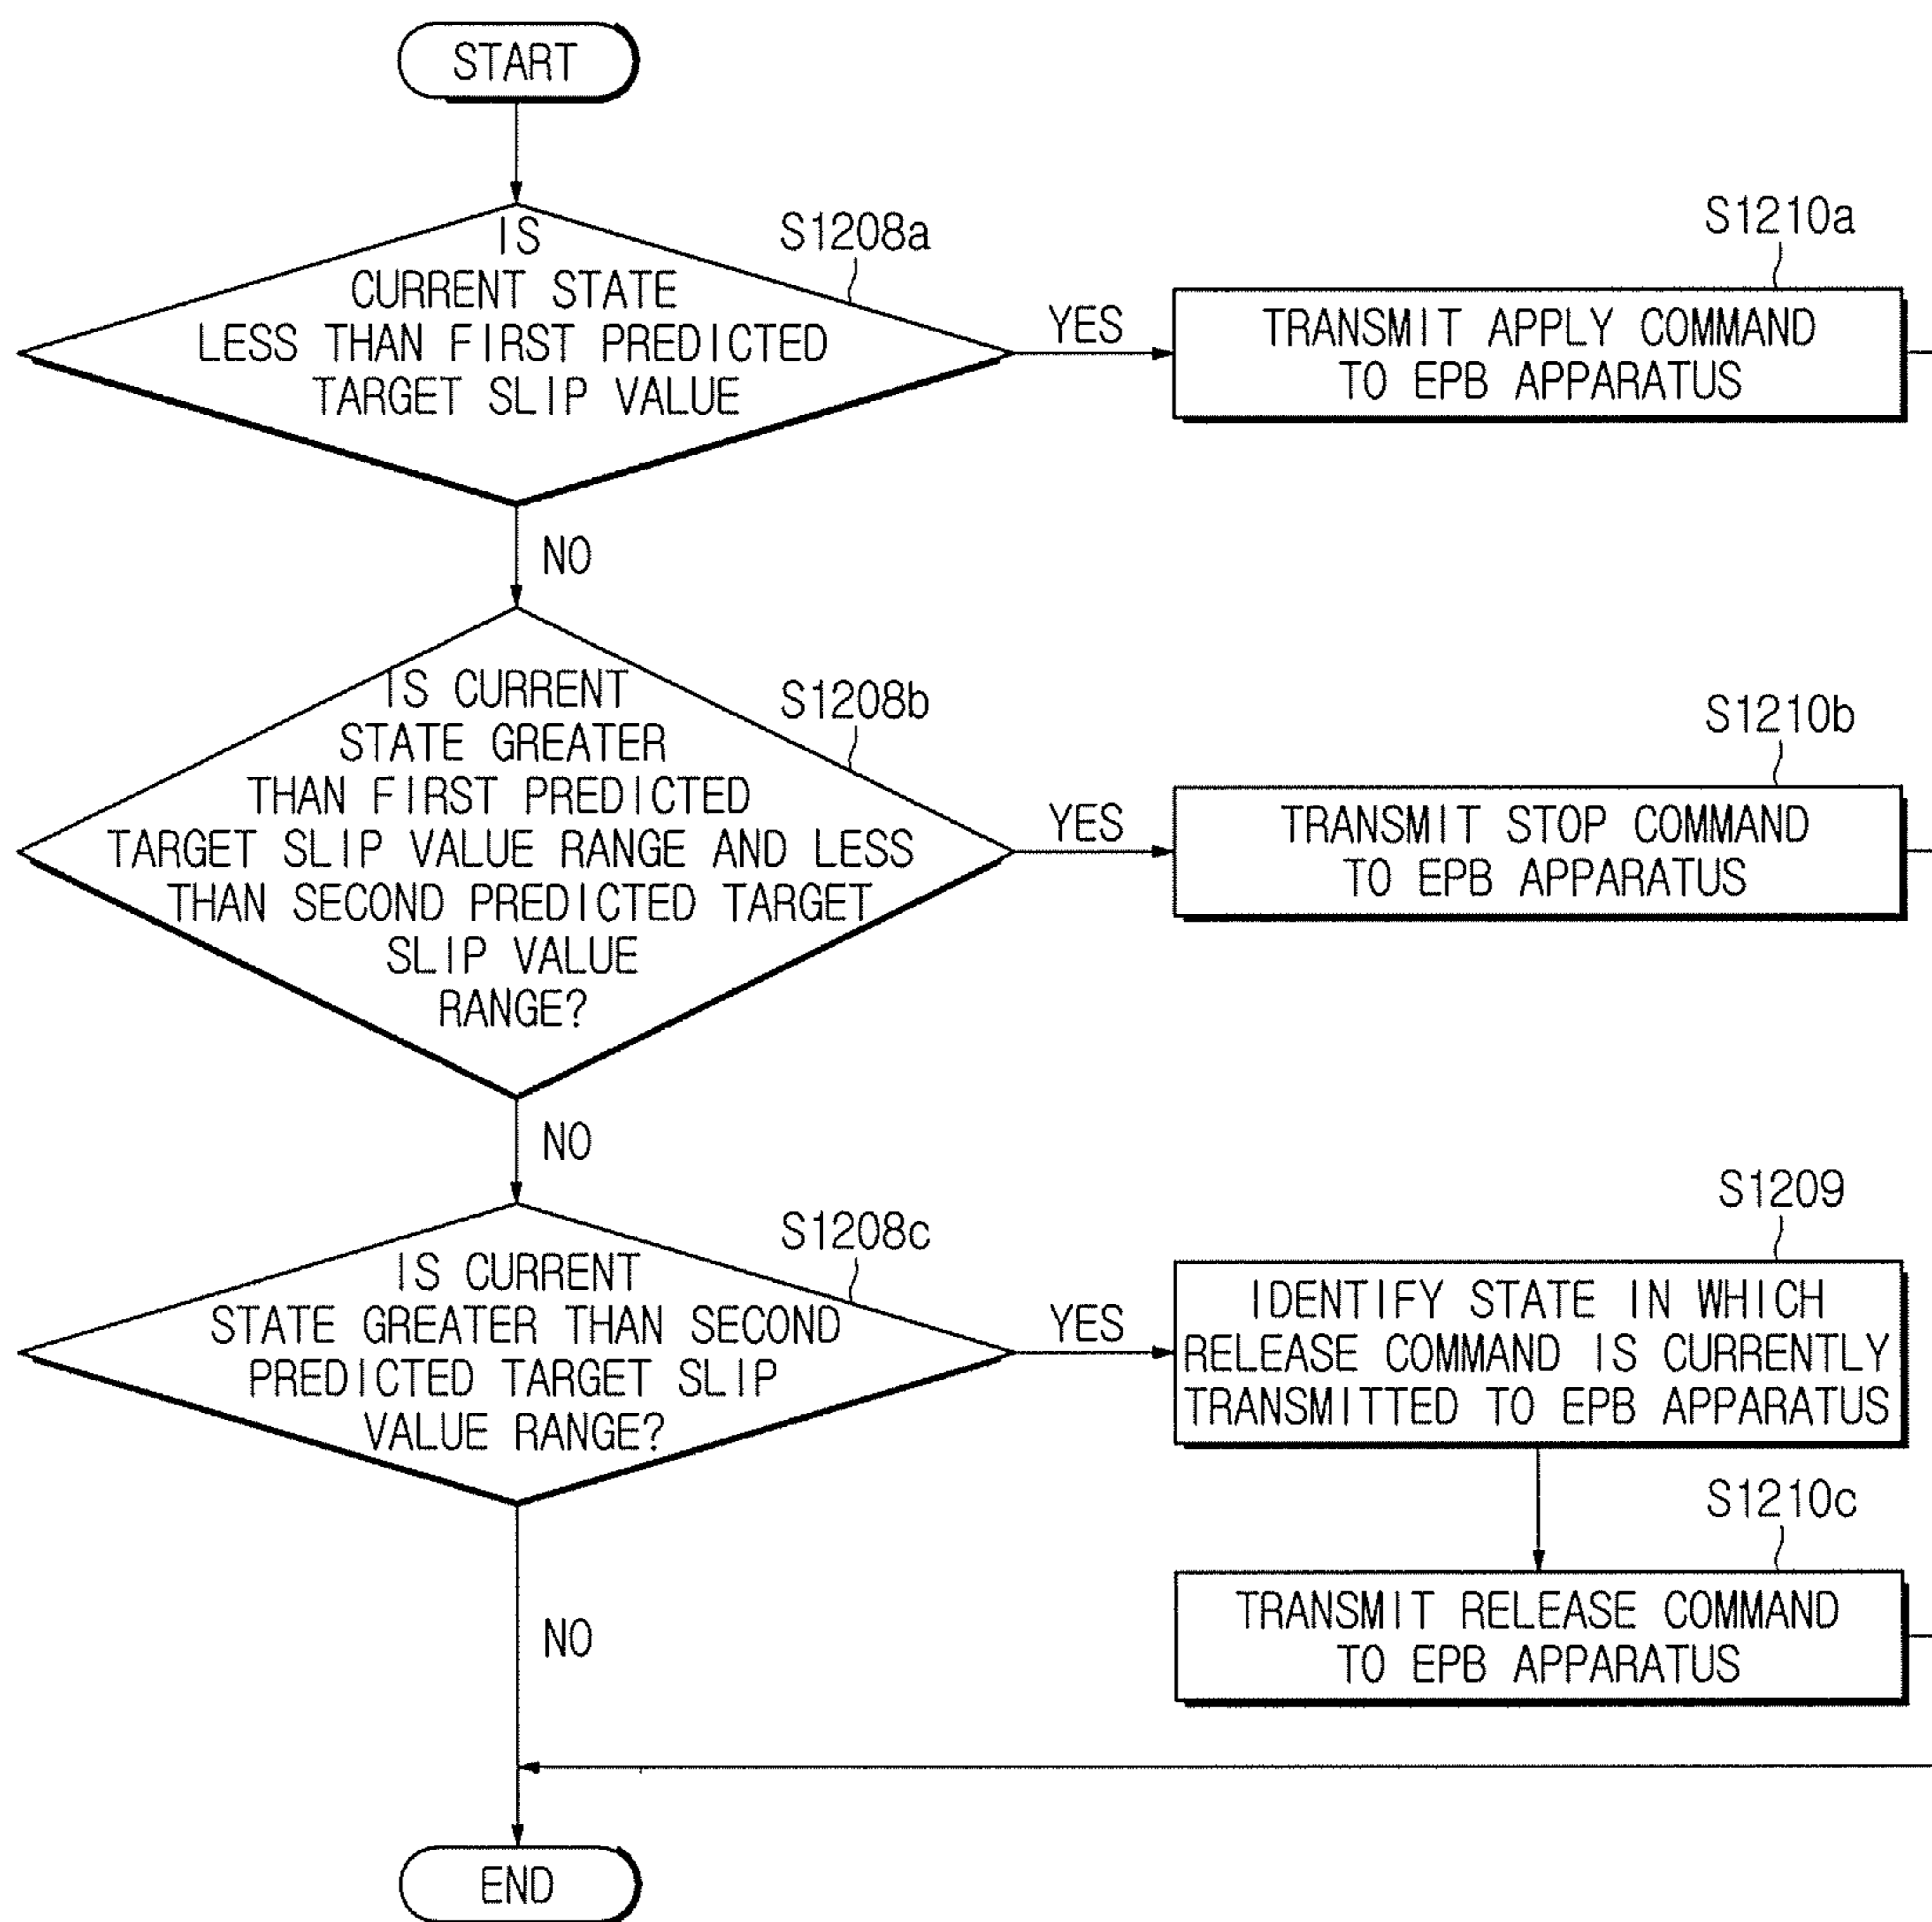 START
S1208a
IS
CURRENT STATE
LESS THAN FIRST PREDICTED
TARGET SLIP VALUE
YES
S1210a
TRANSMIT APPLY COMMAND
TO EPB APPARATUS
NO
S1208b
IS CURRENT
STATE GREATER
THAN FIRST PREDICTED
TARGET SLIP VALUE RANGE AND LESS
THAN SECOND PREDICTED TARGET
SLIP VALUE
RANGE?
YES
S1210b
TRANSMIT STOP COMMAND
TO EPB APPARATUS
NO
S1208c
IS CURRENT
STATE GREATER THAN SECOND
PREDICTED TARGET SLIP
VALUE RANGE?
YES
S1209
IDENTIFY STATE IN WHICH
RELEASE COMMAND IS CURRENTLY
TRANSMITTED TO EPB APPARATUS
S1210c
TRANSMIT RELEASE COMMAND
TO EPB APPARATUS
NO
END